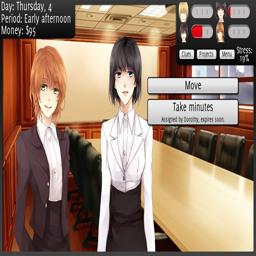 Day: Thursday, 4
Period: Early afternoon
Money: $95
Clues
Projects
Menu
Stress:
19%
Move
Take minutes
Assigned by Dorothy, expires soon.